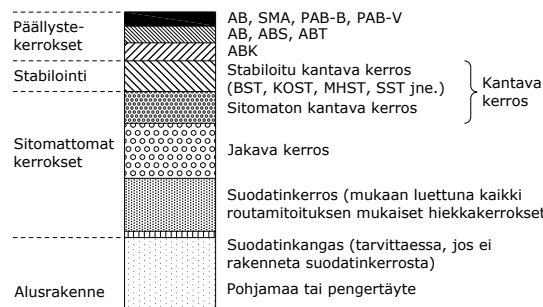 Päällyste-
kerrokset
AB, SMA, PAB-B, PAB-V
AB, ABS, ABT
ABK
Stabilointi
Stabiloitu kantava kerros
(BST, KOST, MHST, SST jne.)
Sitomaton kantava kerros
Kantava
kerros
Sitomattomat
kerrokset
Jakava kerros
Suodatinkerros (mukaan luettuna kaikki
routamitoituksen mukaiset hiekkakerrokset
Suodatinkangas (tarvittaessa, jos ei
rakenneta suodatinkerrosta)
Alusrakenne
Pohjamaa tai pengertäyte